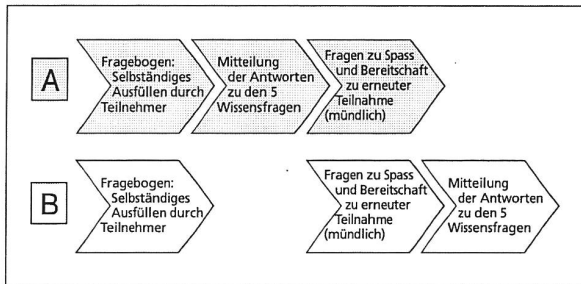 A
Fragebogen:
Selbständiges
Ausfüllen durch
Teilnehmer
Mitteilung
der Antworten
zu den 5
Wissensfragen
Fragen zu Spass
und Bereitschaft
zu erneuter
Teilnahme
(mündlich)
B
Fragebogen:
Selbständiges
Ausfüllen durch
Teilnehmer
Fragen zu Spass
und Bereitschaft
zu erneuter
Teilnahme
(mündlich)
Mitteilung
der Antworten
zu den 5
Wissensfragen